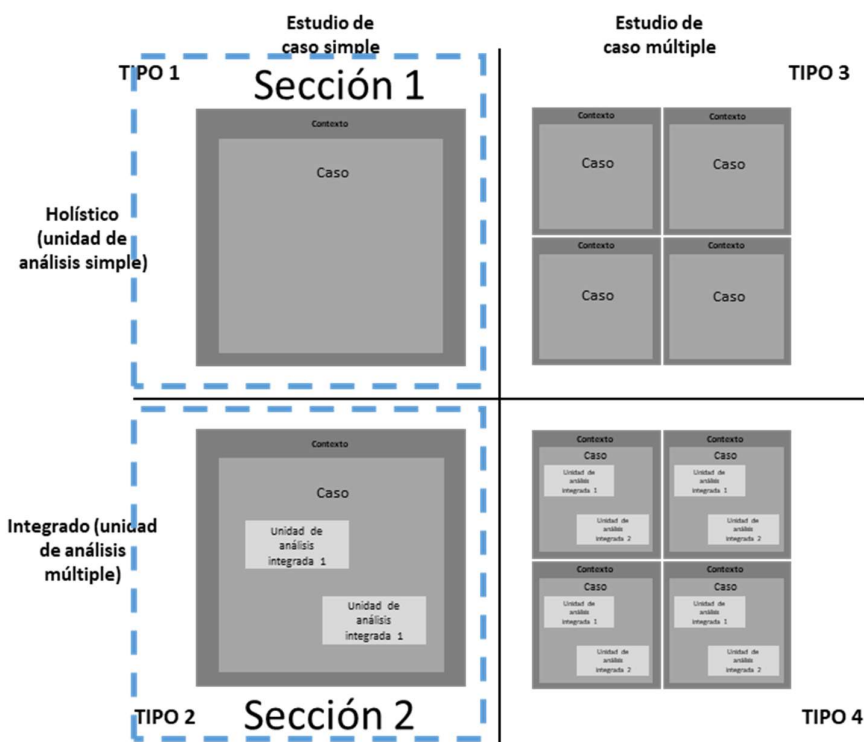 Estudio de
caso simple
Estudio de
caso múltiple
TIPO 1
Sección 1
TIPO 3
Contexto
Caso
Contexto
Caso
Contexto
Caso
Contexto
Caso
Contexto
Caso
Holístico
(unidad de
análisis simple)
Contexto
Caso
Unidad de
análisis
integrada 1
Unidad de
análisis
integrada 1
Integrado (unidad
de análisis
múltiple)
Contexto
Caso
Unidad de
análisis
integrada 1
Unidad de
análisis
integrada 2
Contexto
Caso
Unidad de
análisis
integrada 1
Unidad de
análisis
integrada 2
Contexto
Caso
Unidad de
análisis
integrada 1
Unidad de
análisis
integrada 2
Contexto
Caso
Unidad de
análisis
integrada 1
Unidad de
análisis
integrada 2
TIPO 2
Sección 2
TIPO 4